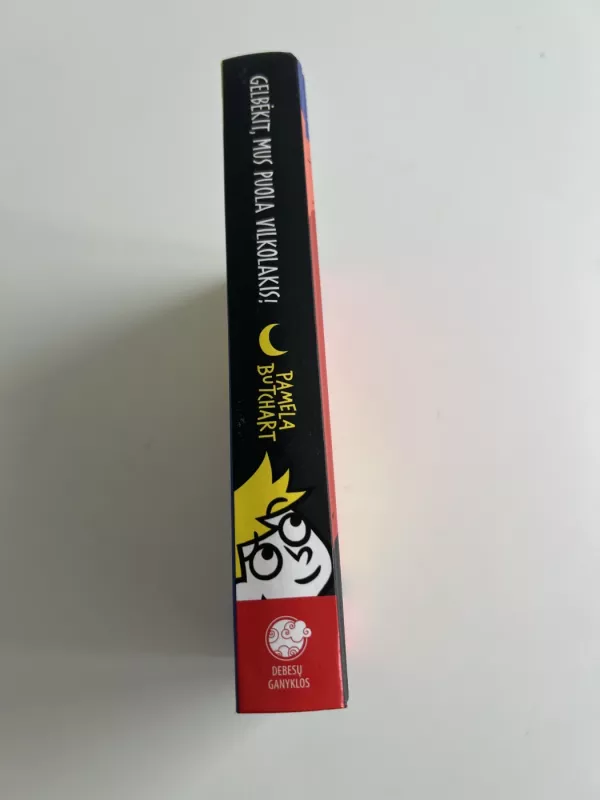 GELBĖKIT, MUS PUOLA VILKOLAKIS!
PAMELA
BUTCHART
DEBESŲ
GANYKLOS